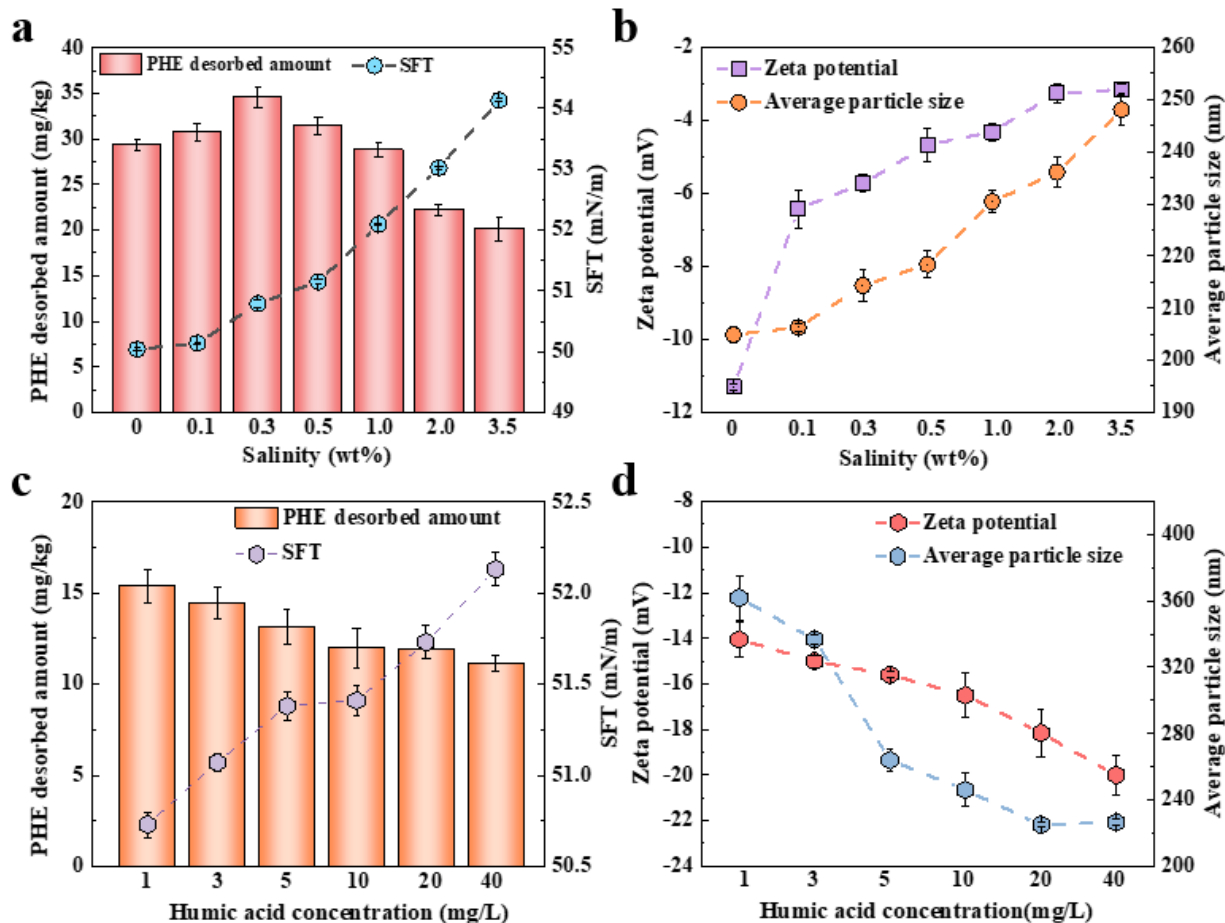 a
PHE desorbed amount SFT
PHE desorbed amount (mg/kg)
40
35
30
25
20
15
10
5
0
55
54
53
52
51
50
49
SFT (mN/m)
0 0.1 0.3 0.5 1.0 2.0 3.5
Salinity (wt%)
b
Zeta potential
Average particle size
Zeta potential (mV)
-2
-4
-6
-8
-10
-12
260
250
240
230
220
210
200
190
Average particle size (nm)
0 0.1 0.3 0.5 1.0 2.0 3.5
Salinity (wt%)
c
PHE desorbed amount
SFT
PHE desorbed amount (mg/kg)
20
15
10
5
0
52.5
52.0
51.5
51.0
50.5
SFT (mN/m)
1 3 5 10 20 40
Humic acid concentration (mg/L)
d
Zeta potential
Average particle size
Zeta potential (mV)
-8
-10
-12
-14
-16
-18
-20
-22
-24
400
360
320
280
240
200
Average particle size (nm)
1 3 5 10 20 40
Humic acid concentration(mg/L)